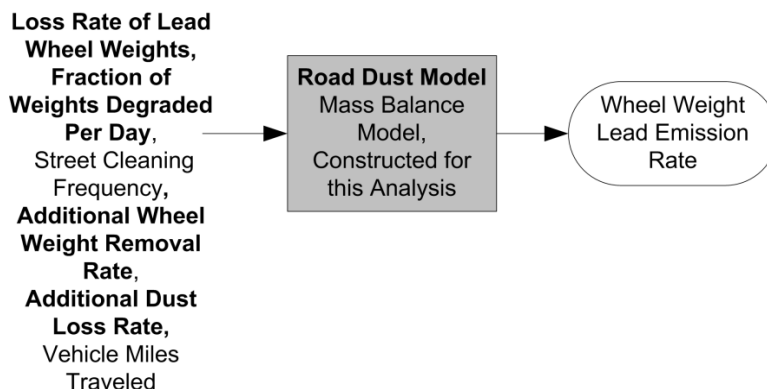 Loss Rate of Lead
Wheel Weights,
Fraction of
Weights Degraded
Per Day,
Street Cleaning
Frequency,
Additional Wheel
Weight Removal
Rate,
Additional Dust
Loss Rate,
Vehicle Miles
Traveled
Road Dust Model
Mass Balance
Model,
Constructed for
this Analysis
Wheel Weight
Lead Emission
Rate